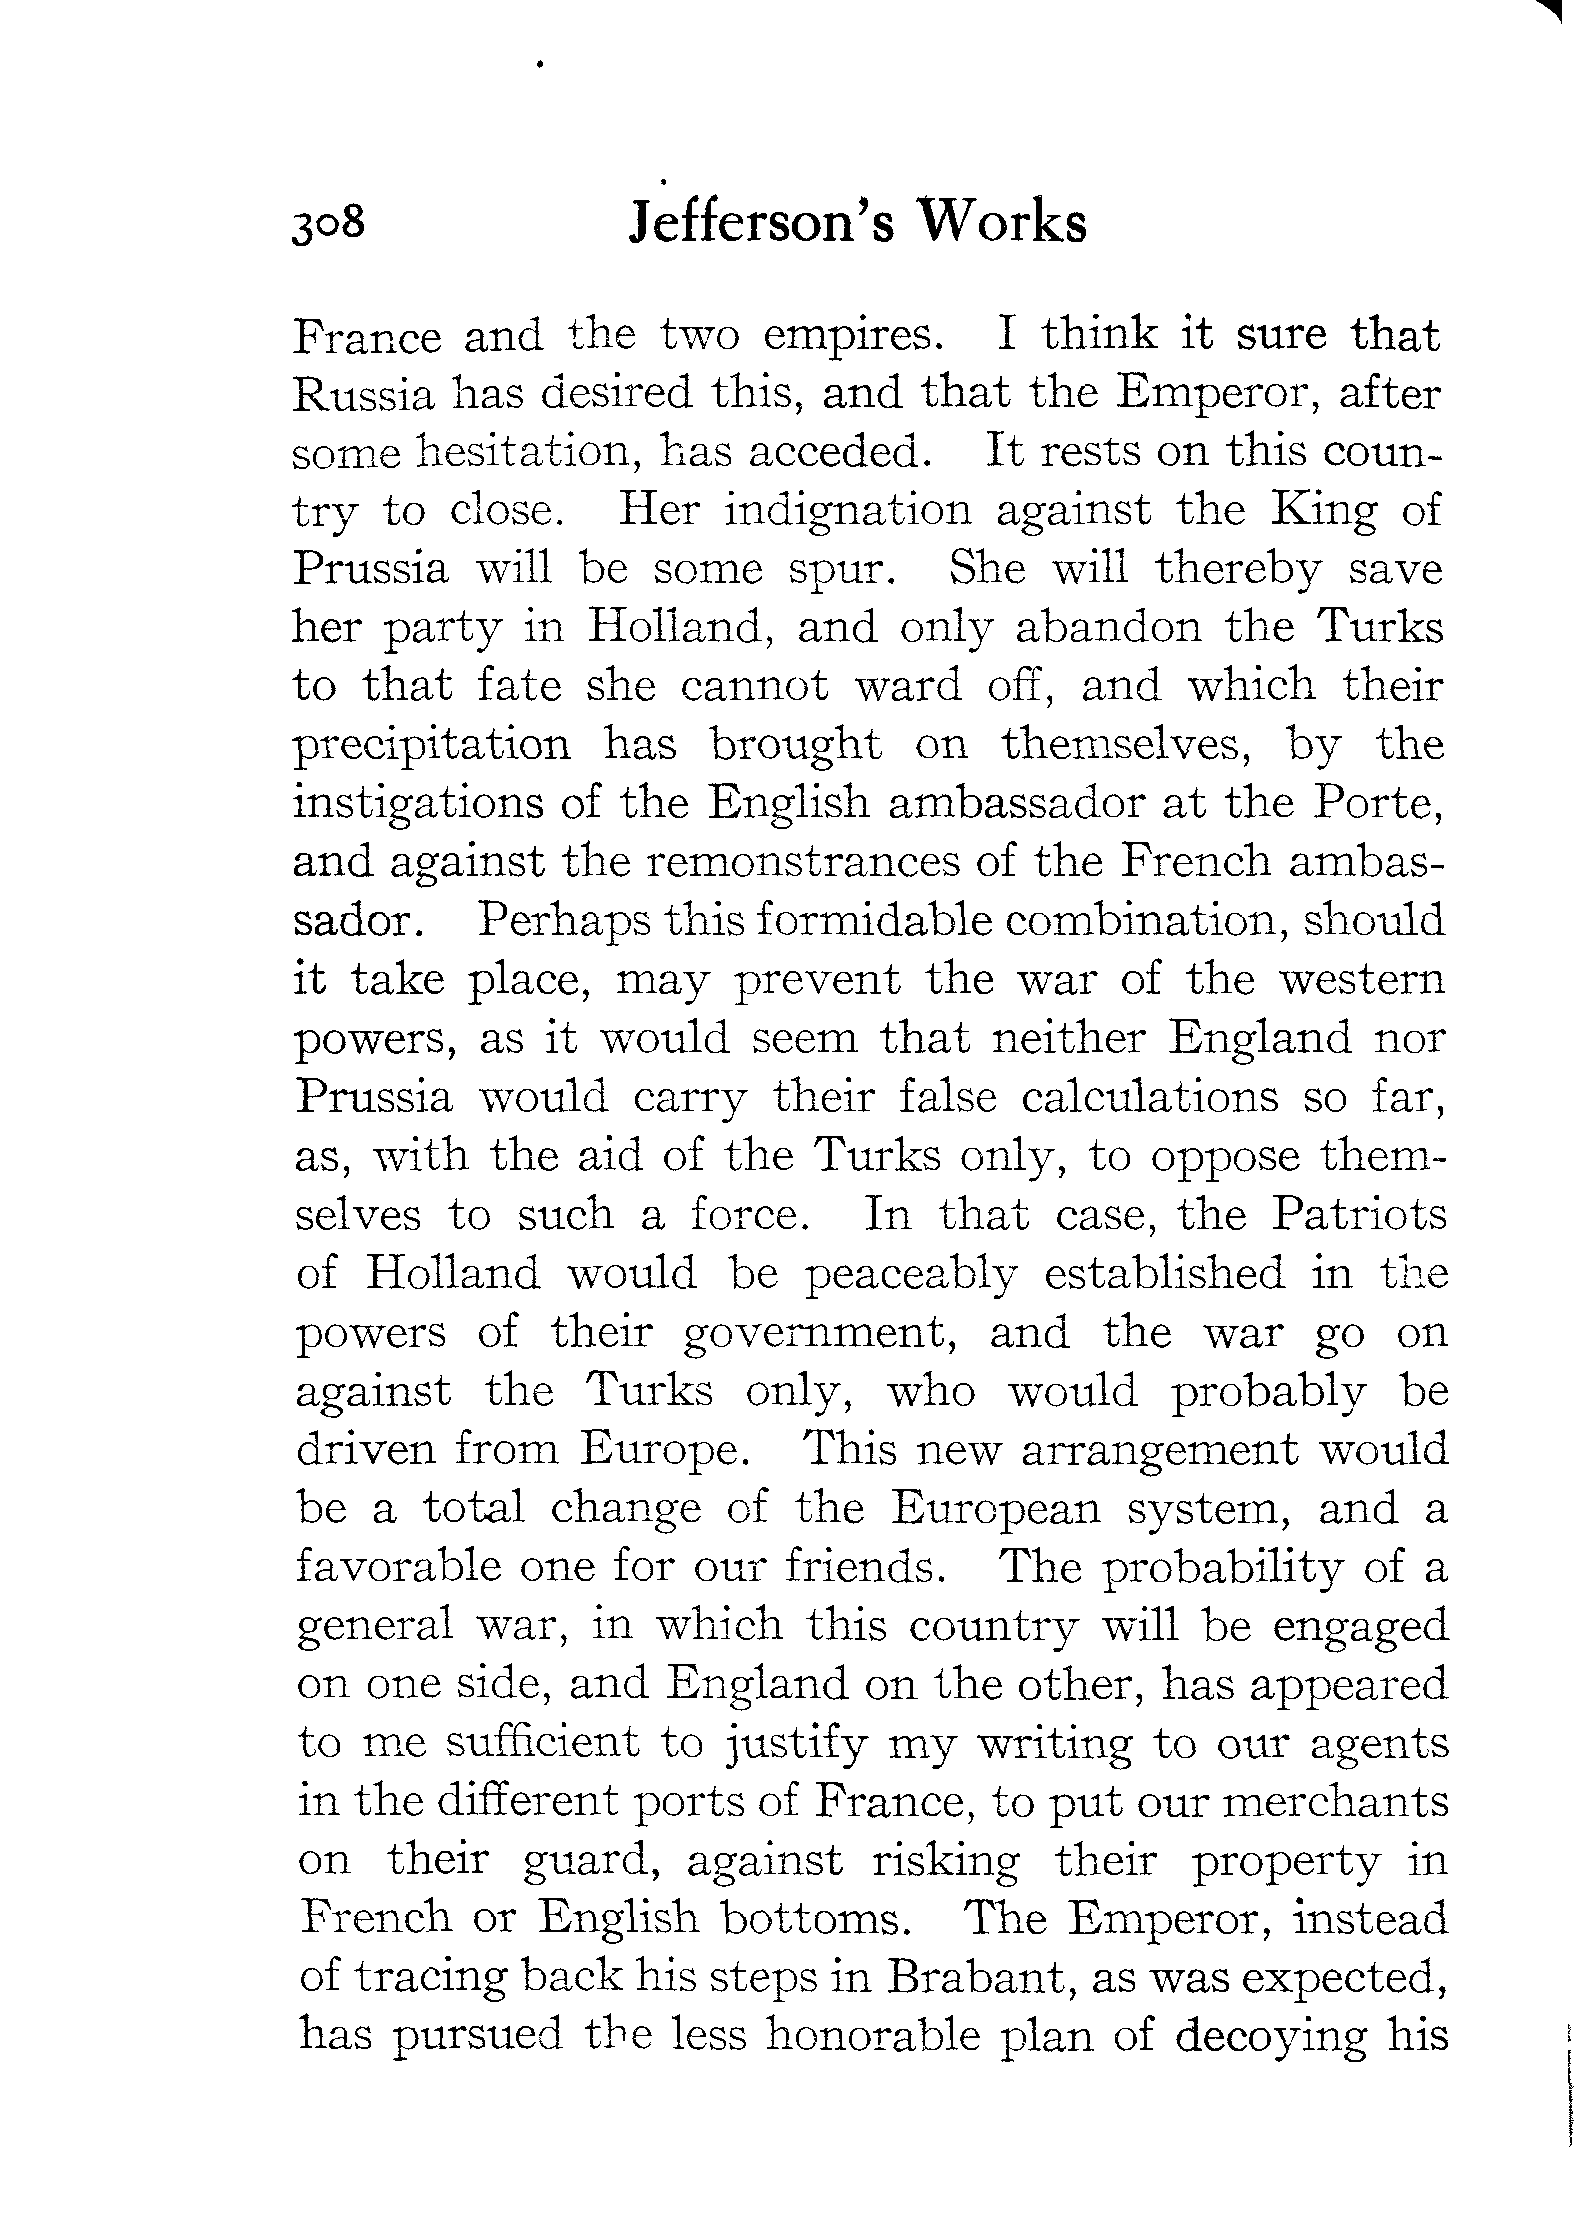 308 Jefferson's Works
France and the two empires. I think it sure that
Russia has desired this, and that the Emperor, after
some hesitation, has acceded. It rests on this coun-
try to close. Her indignation against the King of
Prussia will be some spur. She will thereby save
her party in Holland, and only abandon the Turks
to that fate she cannot ward off, and which their
precipitation has brought on themselves, by the
instigations of the English ambassador at the Porte,
and against the remonstrances of the French ambas-
sador. Perhaps this formidable combination, should
it take place, may prevent the war of the western
powers, as it would seem that neither England nor
Prussia would carry their false calculations so far,
as, with the aid of the Turks only, to oppose them-
selves to such a force. In that case, the Patriots
of Holland would be peaceably established in the
powers of their government, and the war go on
against the Turks only, who would probably be
driven from Europe. This new arrangement would
be a total change of the European system, and a
favorable one for our friends. The probability of a
general war, in which this country will be engaged
on one side, and England on the other, has appeared
to me sufficient to justify my writing to our agents
in the different ports of France, to put our merchants
on their guard, against risking their property in
French or English bottoms. The Emperor, instead
of tracing back his steps in Brabant, as was expected,
has pursued the less honorable plan of decoying his